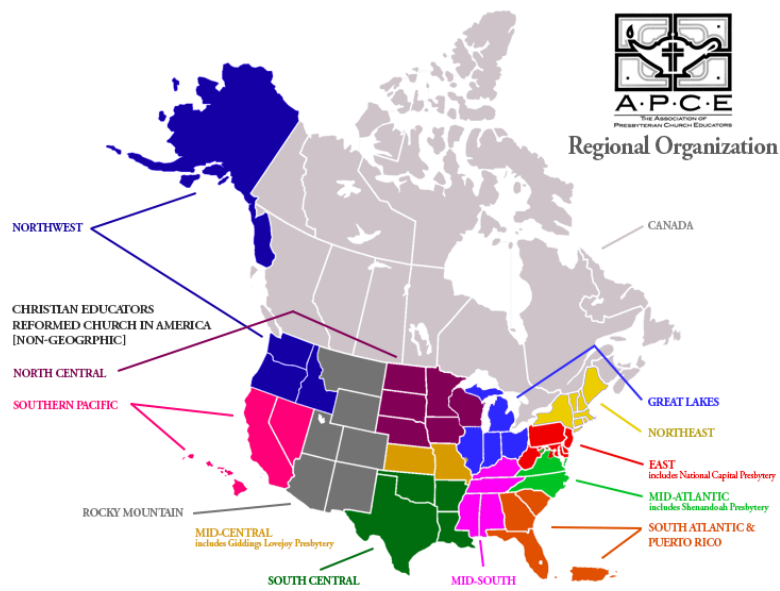 A·P·C·E
THE ASSOCIATION OF
PRESBYTERIAN CHURCH EDUCATORS
Regional Organization
NORTHWEST
CANADA
CHRISTIAN EDUCATORS
REFORMED CHURCH IN AMERICA
[NON-GEOGRPHIC]
NORTH CENTRAL
SOUTHERN PACIFIC
GREAT LAKES
NORTHEAST
EAST
includes National Capital Presbytery
MID-ATLANTIC
includes Shenandoah Presbytery
ROCKY MOUNTAIN
MID-CENTRAL
includes Giddings Lovejoy Presbytery
SOUTH ATLANTIC &
PUERTO RICO
SOUTH CENTRAL
MID-SOUTH